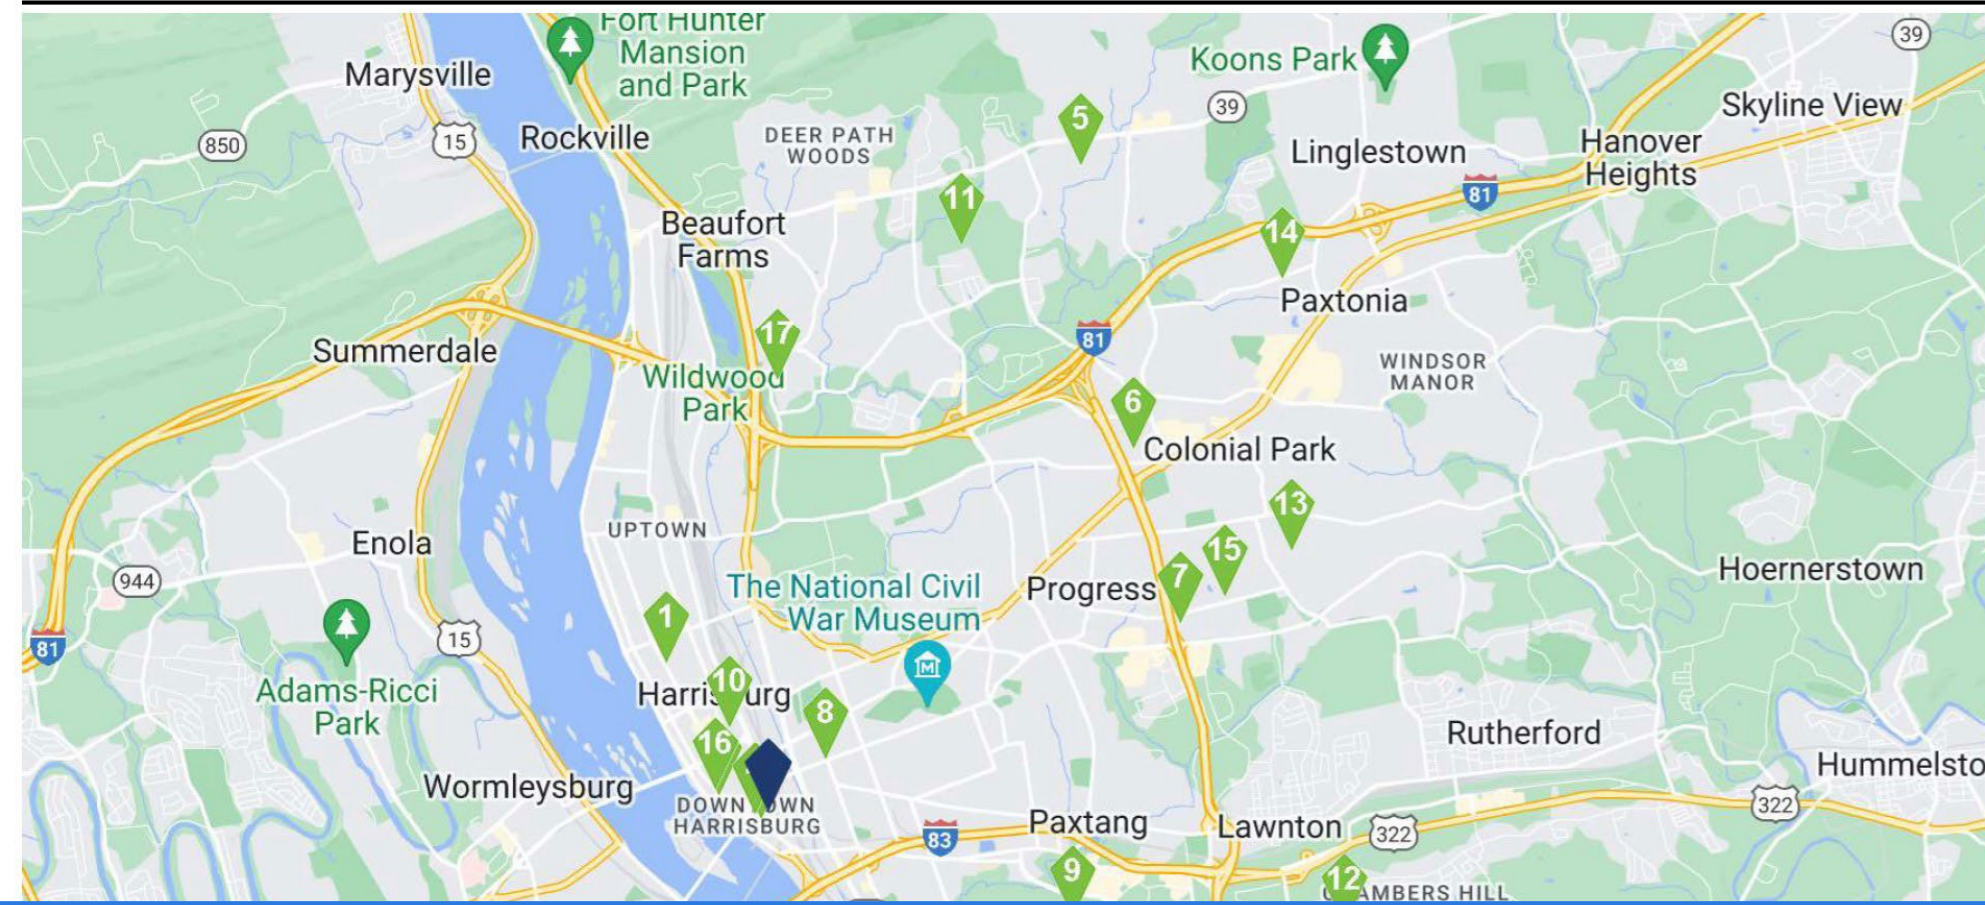 Fort Hunter
Mansion
and Park
Marysville
Koons Park
39
39
Skyline View
5
850
15
Rockville
DEER PATH
WOODS
Linglestown
Hanover
Heights
81
11
Beaufort
Farms
14
Paxtonia
17
81
Summerdale
Wildwood
Park
WINDSOR
MANOR
6
Colonial Park
13
UPTOWN
Enola
15
7
944
The National Civil
War Museum
Progress
Hoernerstown
1
81
15
M
Adams-Ricci
Park
Harrisburg
10
8
16
Rutherford
Hummelsto
Wormleysburg
DOWNTOWN
HARRISBURG
322
83
Paxtang
Lawnton
322
9
12
CHAMBERS HILL